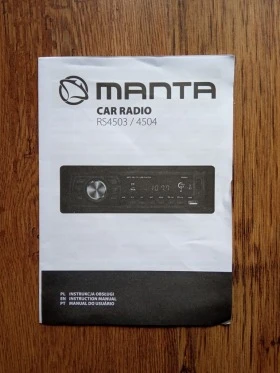 MANTA
CAR RADIO
RS4503 / 4504
PL INSTRUKCJA OBSŁUGI
EN INSTRUCTION MANUAL
PT MANUAL DO USUÁRIO